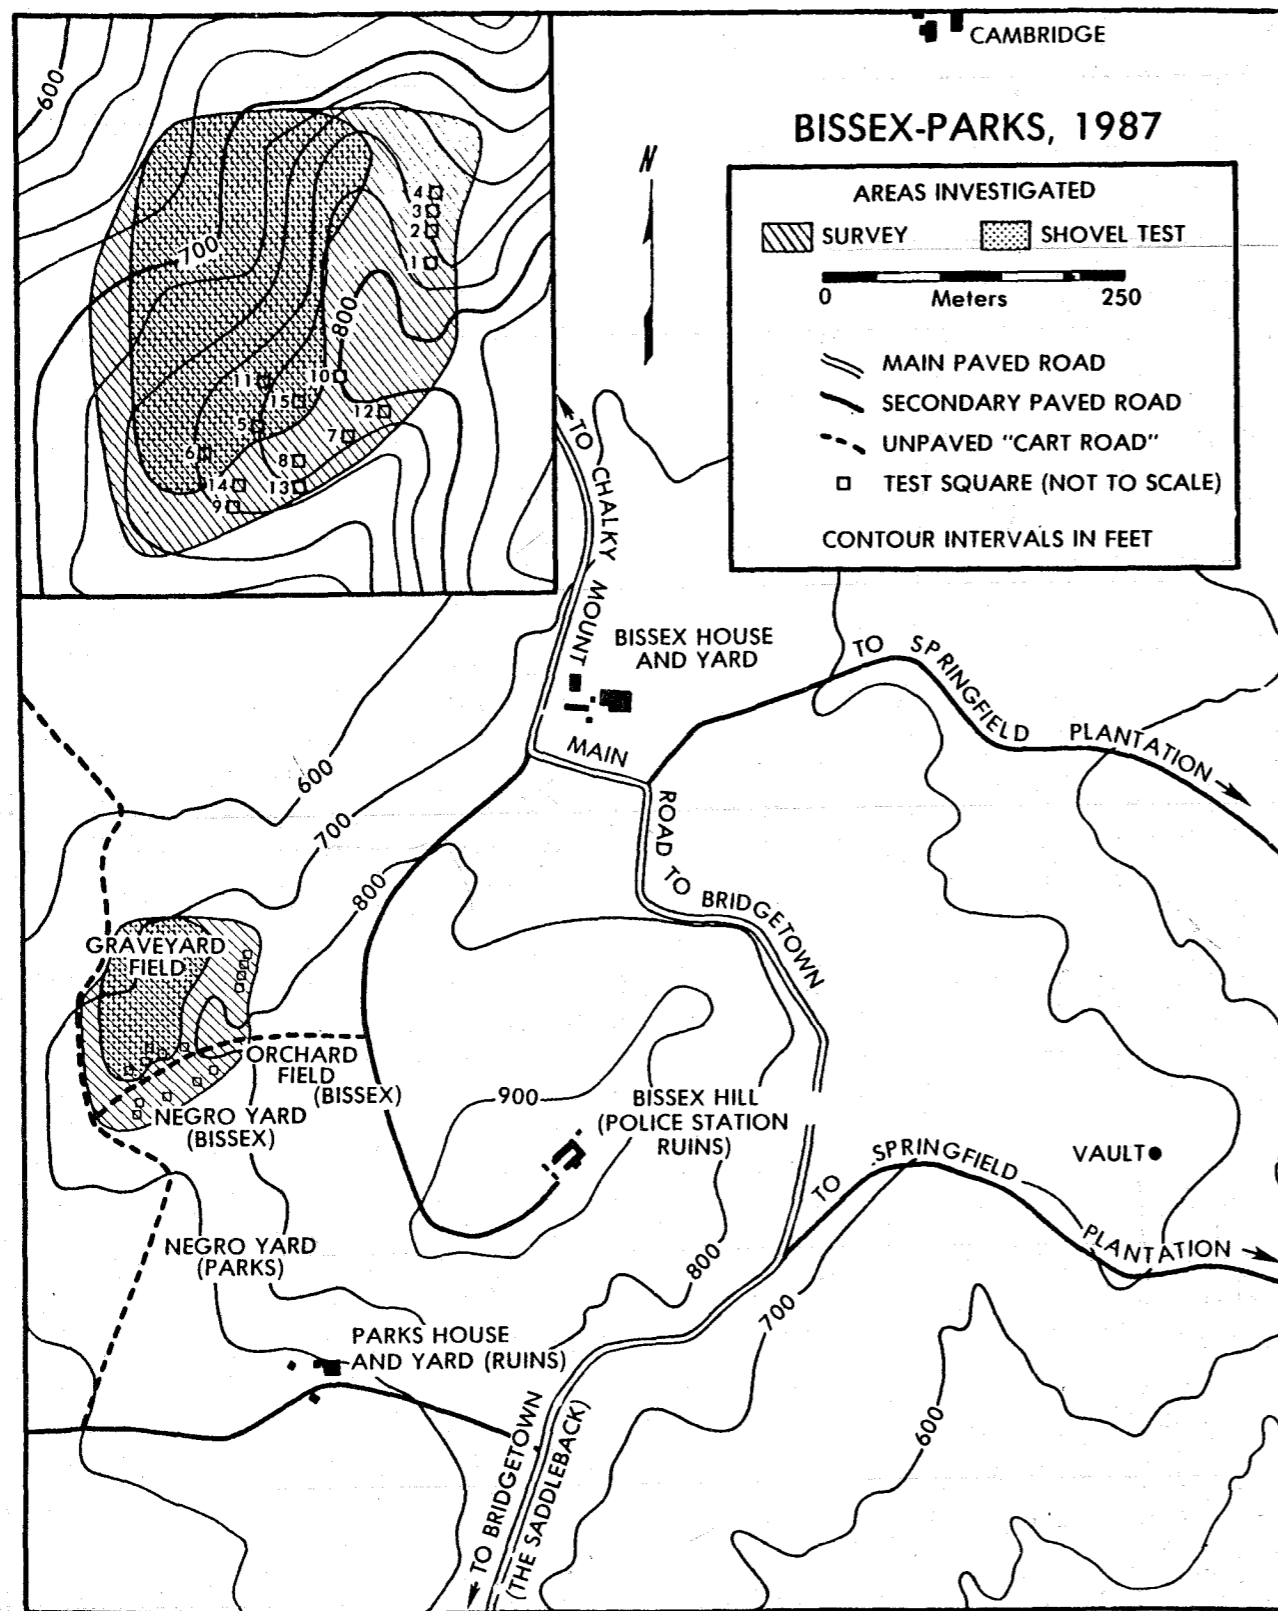 CAMBRIDGE
BISSEX-PARKS, 1987
N
AREAS INVESTIGATED
SURVEY
SHOVEL TEST
0 Meters 250
MAIN PAVED ROAD
SECONDARY PAVED ROAD
UNPAVED "CART ROAD"
TEST SQUARE (NOT TO SCALE)
CONTOUR INTERVALS IN FEET
600
700
800
4
3
2
1
11
10
15
12
5
7
6
8
14
13
9
TO CHALKY MOUNT
BISSEX HOUSE
AND YARD
TO SPRINGFIELD PLANTATION
MAIN ROAD TO BRIDGETOWN
600
700
800
GRAVEYARD
FIELD
ORCHARD
FIELD
(BISSEX)
NEGRO YARD
(BISSEX)
900
BISSEX HILL
(POLICE STATION
RUINS)
VAULT
TO SPRINGFIELD PLANTATION
NEGRO YARD
(PARKS)
800
700
PARKS HOUSE
AND YARD (RUINS)
600
TO BRIDGETOWN
(THE SADDLEBACK)